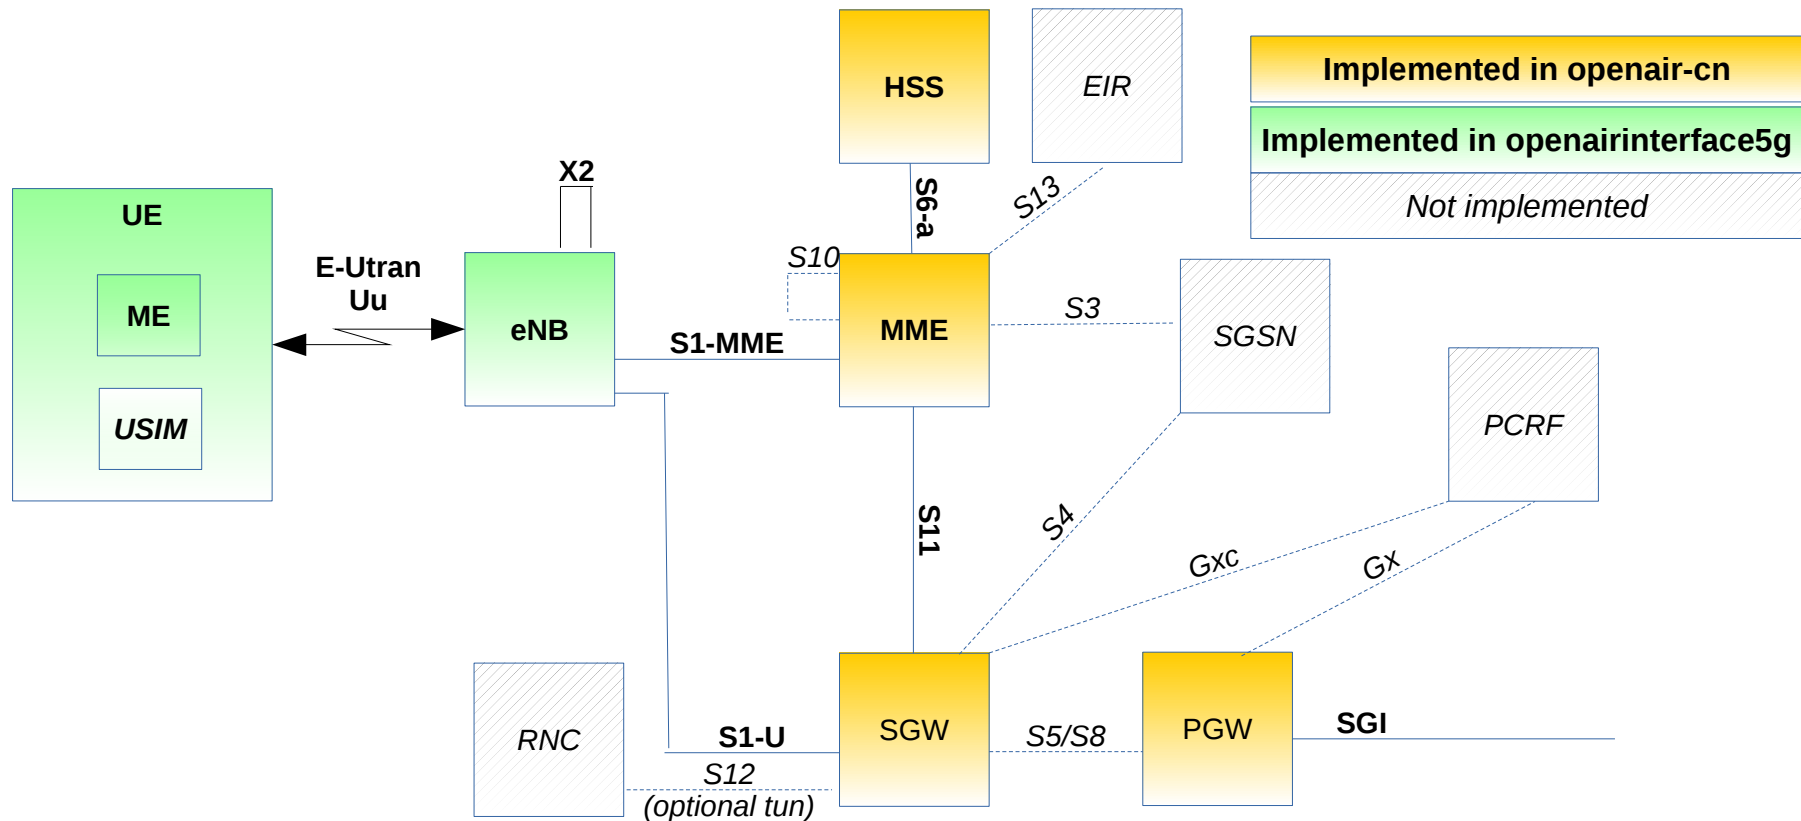 HSS
EIR
Implemented in openair-cn
Implemented in openairinterface5g
Not implemented
X2
UE
S6-a
S13
E-Utran
Uu
S10
ME
eNB
S1-MME
MME
S3
SGSN
USIM
PCRF
S11
S4
Gxc
Gx
RNC
S1-U
SGW
S5/S8
PGW
SGI
S12
(optional tun)